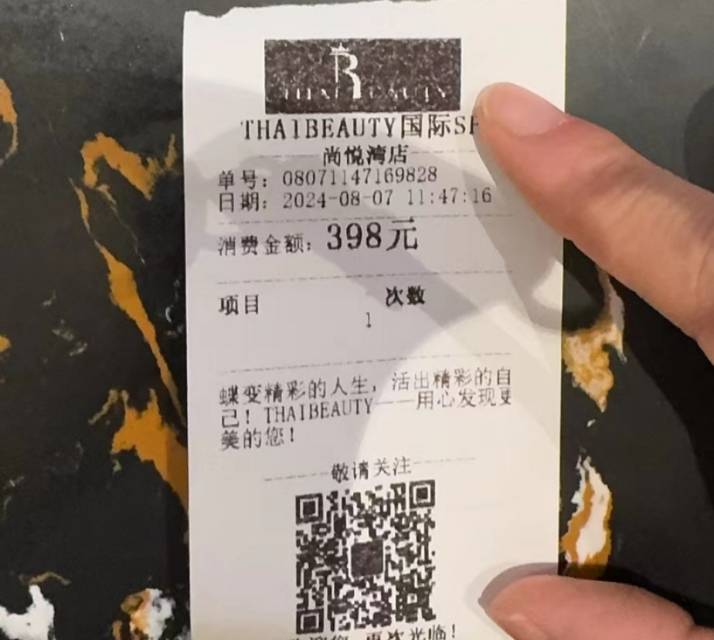 THAIBEAUTY
THAIBEAUTY国际SP
尚悦湾店
单号: 08071147169828
日期: 2024-08-07 11:47:16
消费金额: 398元
项目 次数
1
蝶变精彩的人生, 活出精彩的自
己! THAIBEAUTY——用心发现更
美的您!
敬请关注
再次光临!